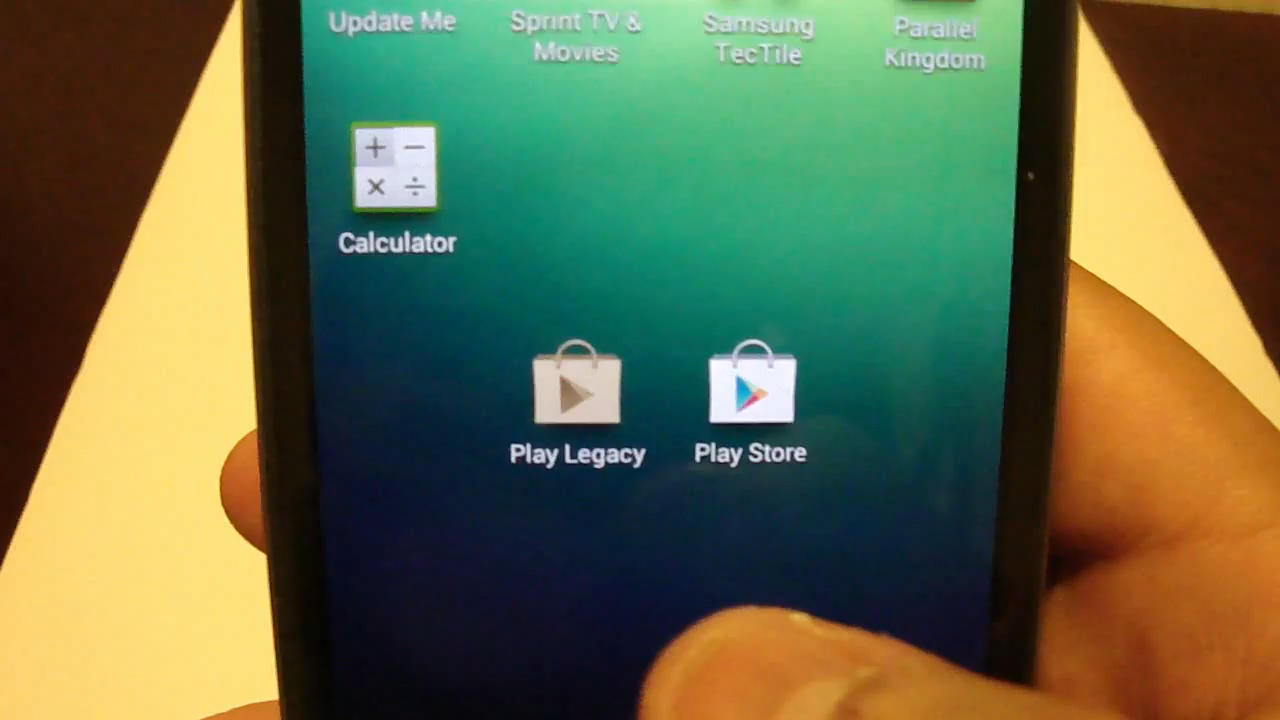 Update Me
Sprint TV &
Movies
Samsung
TecTile
Parallel
Kingdom
+ −
× ÷
Calculator
Play Legacy
Play Store